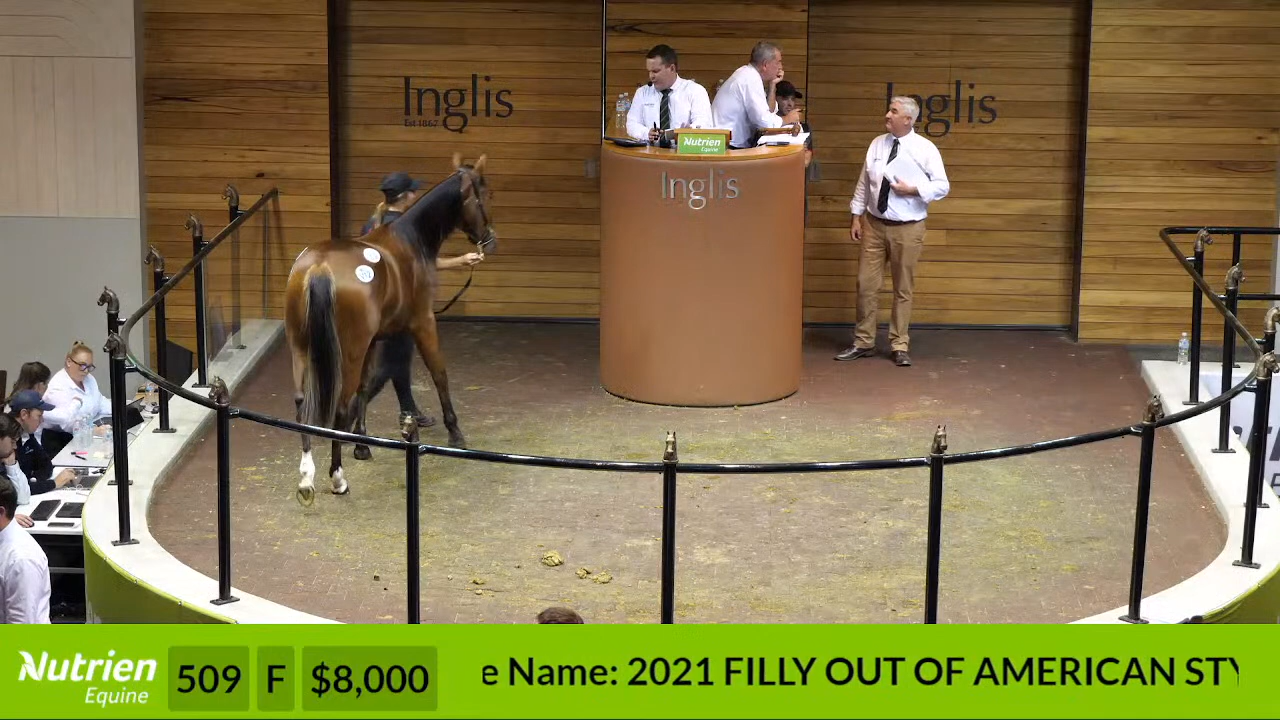 Inglis
Est 1867
Inglis
Nutrien
Equine
Inglis
Nutrien
Equine
509
F
$8,000
e Name: 2021 FILLY OUT OF AMERICAN STY